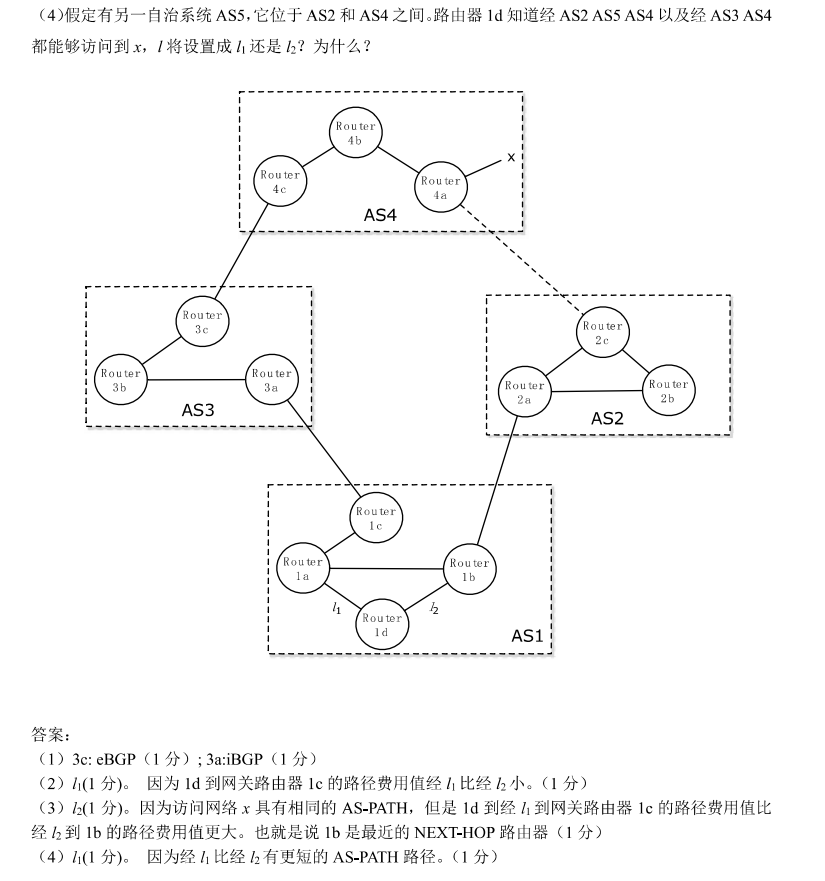 （4）假定有另一自治系统 AS5，它位于 AS2 和 AS4 之间。路由器 1d 知道经 AS2 AS5 AS4 以及经 AS3 AS4
都能够访问到 x，l 将设置成 l₁ 还是 l₂？为什么？
Router
4b
Router
4c
Router
4a
x
AS4
Router
3c
Router
3b
Router
3a
AS3
Router
2c
Router
2a
Router
2b
AS2
Router
1c
Router
1a
Router
1b
l₁
l₂
Router
1d
AS1
答案：
（1）3c: eBGP（1 分）; 3a:iBGP（1 分）
（2）l₁(1 分)。 因为 1d 到网关路由器 1c 的路径费用值经 l₁ 比经 l₂ 小。（1 分）
（3）l₂(1 分)。因为访问网络 x 具有相同的 AS-PATH，但是 1d 到经 l₁ 到网关路由器 1c 的路径费用值比
经 l₂ 到 1b 的路径费用值更大。也就是说 1b 是最近的 NEXT-HOP 路由器（1 分）
（4）l₁(1 分)。 因为经 l₁ 比经 l₂ 有更短的 AS-PATH 路径。（1 分）